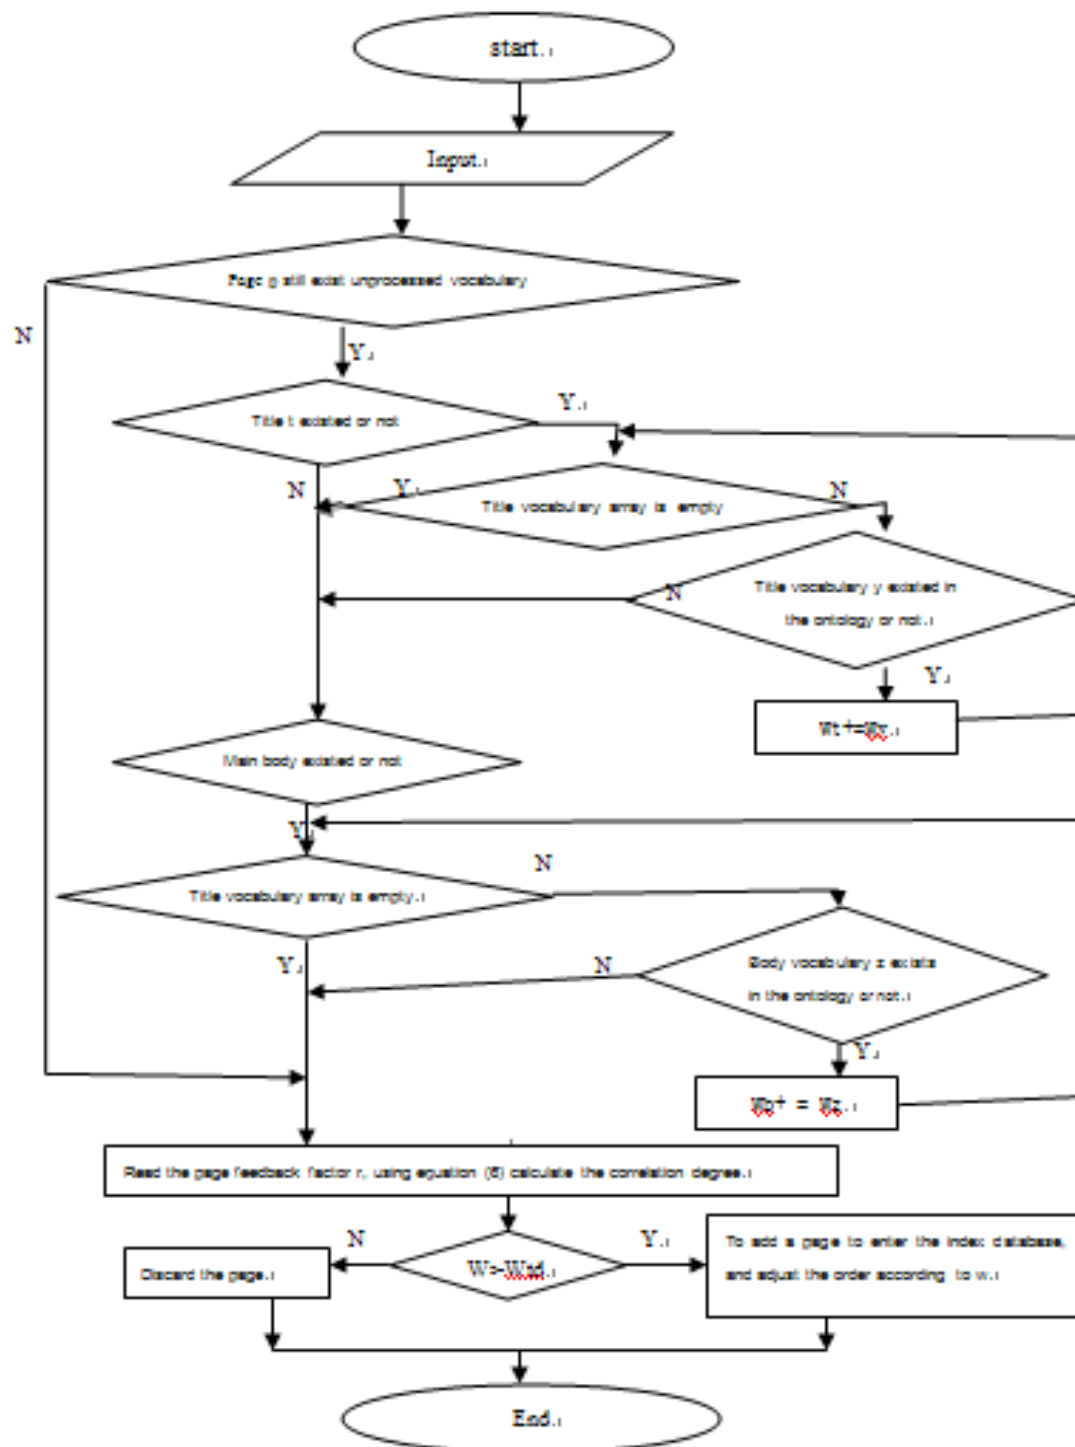 start.
Input.
Page p still exist unprocessed vocabulary
N
Y.
Title t existed or not
Y.
N
Y.
Title vocabulary array is empty
N
Title vocabulary y existed in
the ontology or not.
N
Y.
Wt+=Wy.
Main body existed or not
Y.
Title vocabulary array is empty.
N
Y.
Body vocabulary z exists
in the ontology or not.
N
Y.
Wb+ = Wz.
Read the page feedback factor r, using equation (6) calculate the correlation degree.
N
Y.
Discard the page.
To add a page to enter the index database,
and adjust the order according to w.
End.